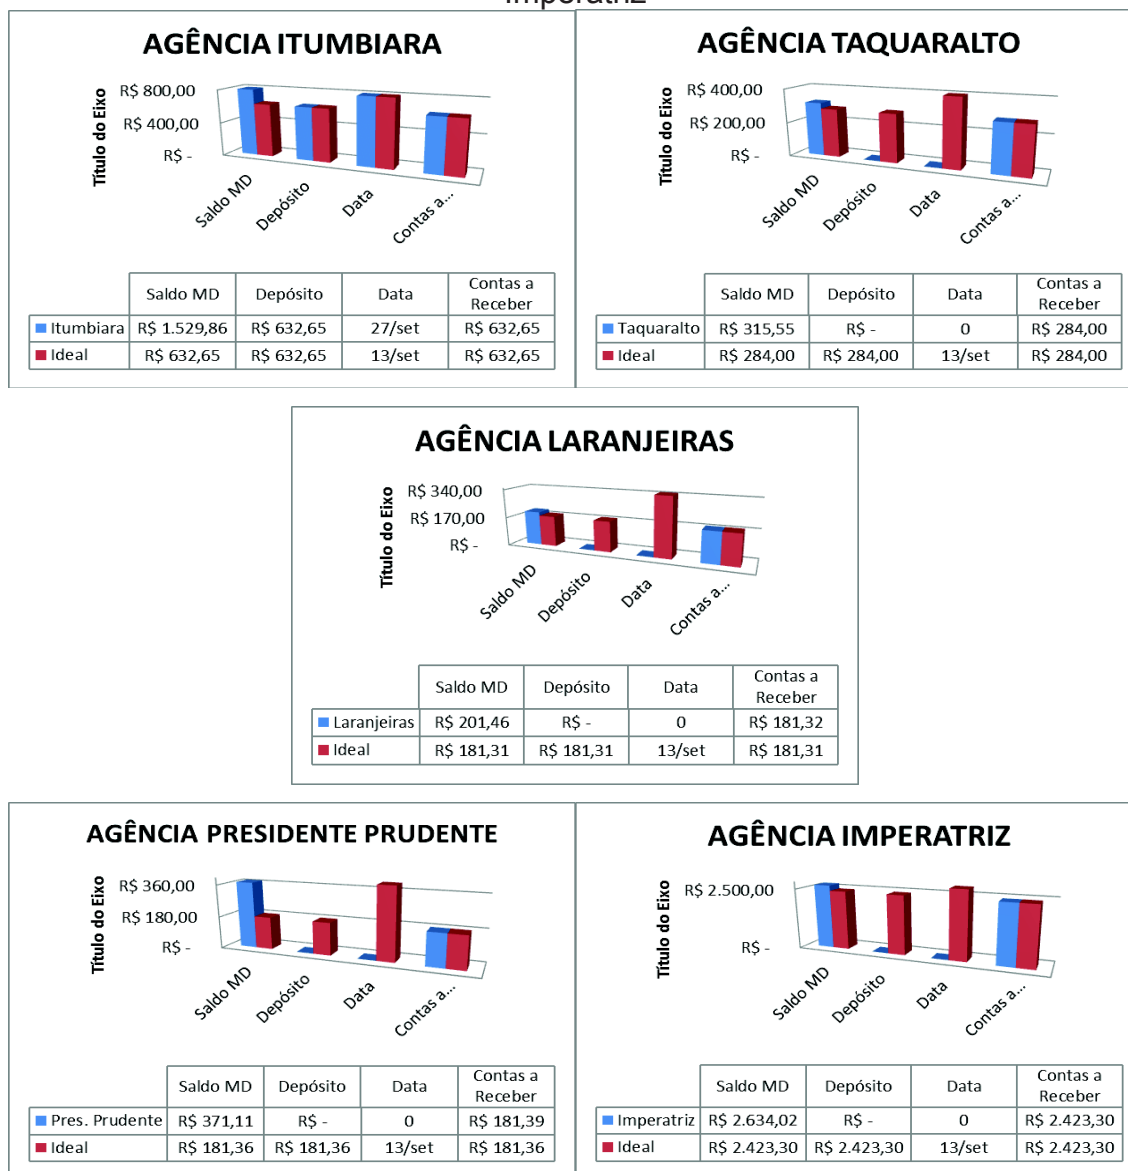 Imperatriz
AGÊNCIA ITUMBIARA
Título do Eixo
R$ 800,00
R$ 400,00
R$ -
Saldo MD
Depósito
Data
Contas a...
Saldo MD Depósito Data Contas a Receber
Itumbiara R$ 1.529,86 R$ 632,65 27/set R$ 632,65
Ideal R$ 632,65 R$ 632,65 13/set R$ 632,65
AGÊNCIA TAQUARALTO
Título do Eixo
R$ 400,00
R$ 200,00
R$ -
Saldo MD
Depósito
Data
Contas a...
Saldo MD Depósito Data Contas a Receber
Taquaralto R$ 315,55 R$ - 0 R$ 284,00
Ideal R$ 284,00 R$ 284,00 13/set R$ 284,00
AGÊNCIA LARANJEIRAS
Título do Eixo
R$ 340,00
R$ 170,00
R$ -
Saldo MD
Depósito
Data
Contas a...
Saldo MD Depósito Data Contas a Receber
Laranjeiras R$ 201,46 R$ - 0 R$ 181,32
Ideal R$ 181,31 R$ 181,31 13/set R$ 181,31
AGÊNCIA PRESIDENTE PRUDENTE
Título do Eixo
R$ 360,00
R$ 180,00
R$ -
Saldo MD
Depósito
Data
Contas a...
Saldo MD Depósito Data Contas a Receber
Pres. Prudente R$ 371,11 R$ - 0 R$ 181,39
Ideal R$ 181,36 R$ 181,36 13/set R$ 181,36
AGÊNCIA IMPERATRIZ
Título do Eixo
R$ 2.500,00
R$ -
Saldo MD
Depósito
Data
Contas a...
Saldo MD Depósito Data Contas a Receber
Imperatriz R$ 2.634,02 R$ - 0 R$ 2.423,30
Ideal R$ 2.423,30 R$ 2.423,30 13/set R$ 2.423,30